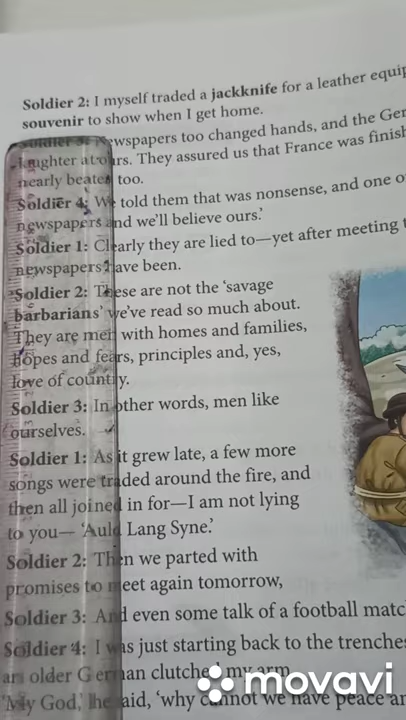 Soldier 2: I myself traded a jackknife for a leather equip
souvenir to show when I get home.
Soldier 3: Newspapers too changed hands, and the Ger
laughter at ours. They assured us that France was finish
nearly beaten too.
Soldier 4: We told them that was nonsense, and one o
newspapers and we'll believe ours.'
Soldier 1: Clearly they are lied to—yet after meeting t
newspapers have been.
Soldier 2: These are not the 'savage
barbarians' we've read so much about.
They are men with homes and families,
hopes and fears, principles and, yes,
love of country.
Soldier 3: In other words, men like
ourselves.
Soldier 1: As it grew late, a few more
songs were traded around the fire, and
then all joined in for—I am not lying
to you— 'Auld Lang Syne.'
Soldier 2: Then we parted with
promises to meet again tomorrow,
Soldier 3: And even some talk of a football matc
Soldier 4: I was just starting back to the trenches
an older German clutched my arm.
'My God,' he said, 'why cannot we have peace an
movavi